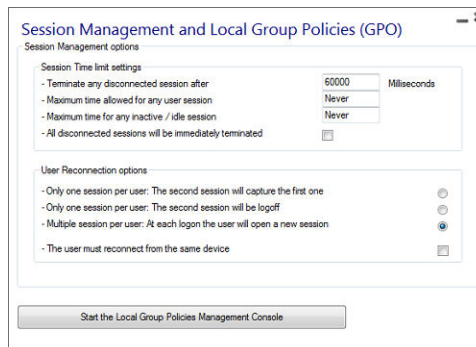 Session Management and Local Group Policies (GPO)
Session Management options
Session Time limit settings
- Terminate any disconnected session after 60000 Milliseconds
- Maximum time allowed for any user session Never
- Maximum time for any inactive / idle session Never
- All disconnected sessions will be immediately terminated
User Reconnection options
- Only one session per user: The second session will capture the first one
- Only one session per user: The second session will be logoff
- Multiple session per user: At each logon the user will open a new session
- The user must reconnect from the same device
Start the Local Group Policies Management Console